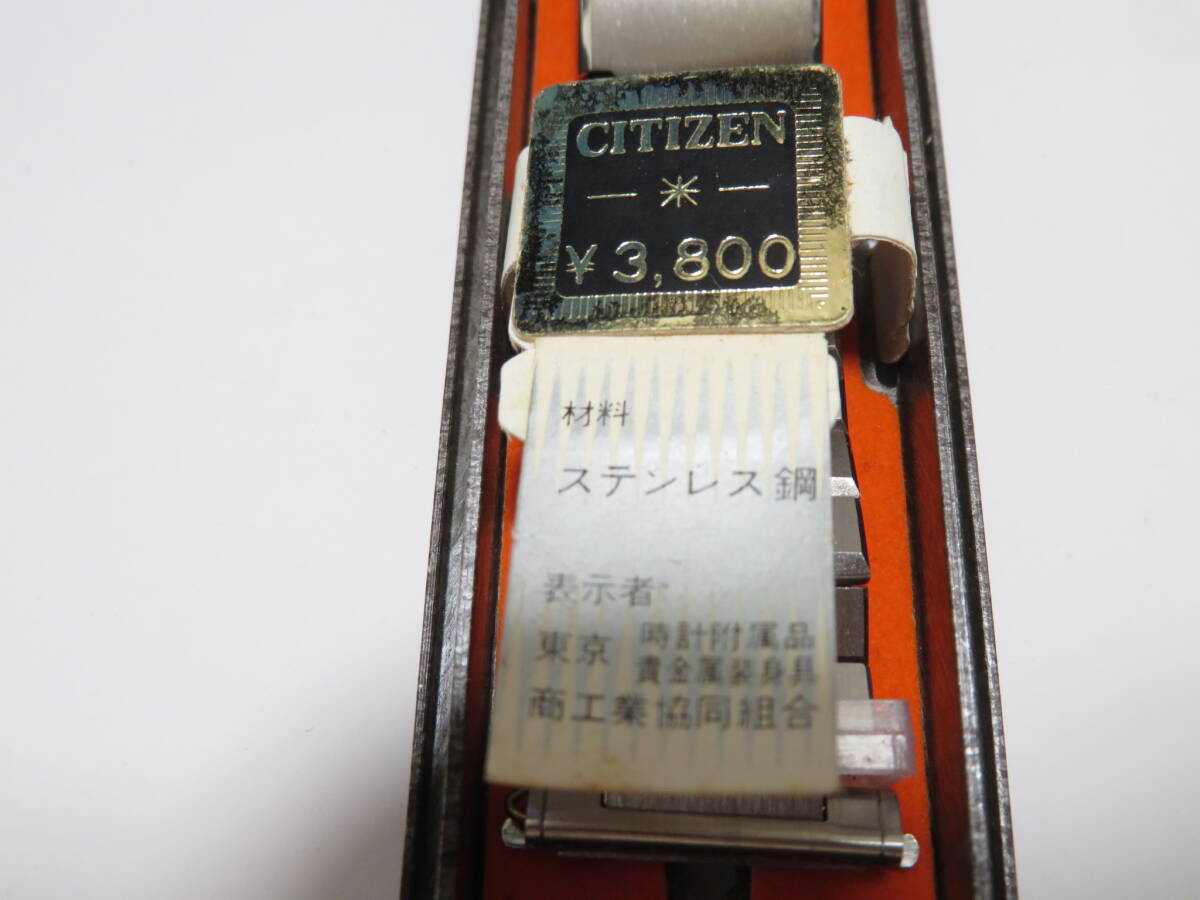 CITIZEN
¥3,800
材料
ステンレス鋼
表示者
東京 時計附属品
貴金属装身具
商工業協同組合